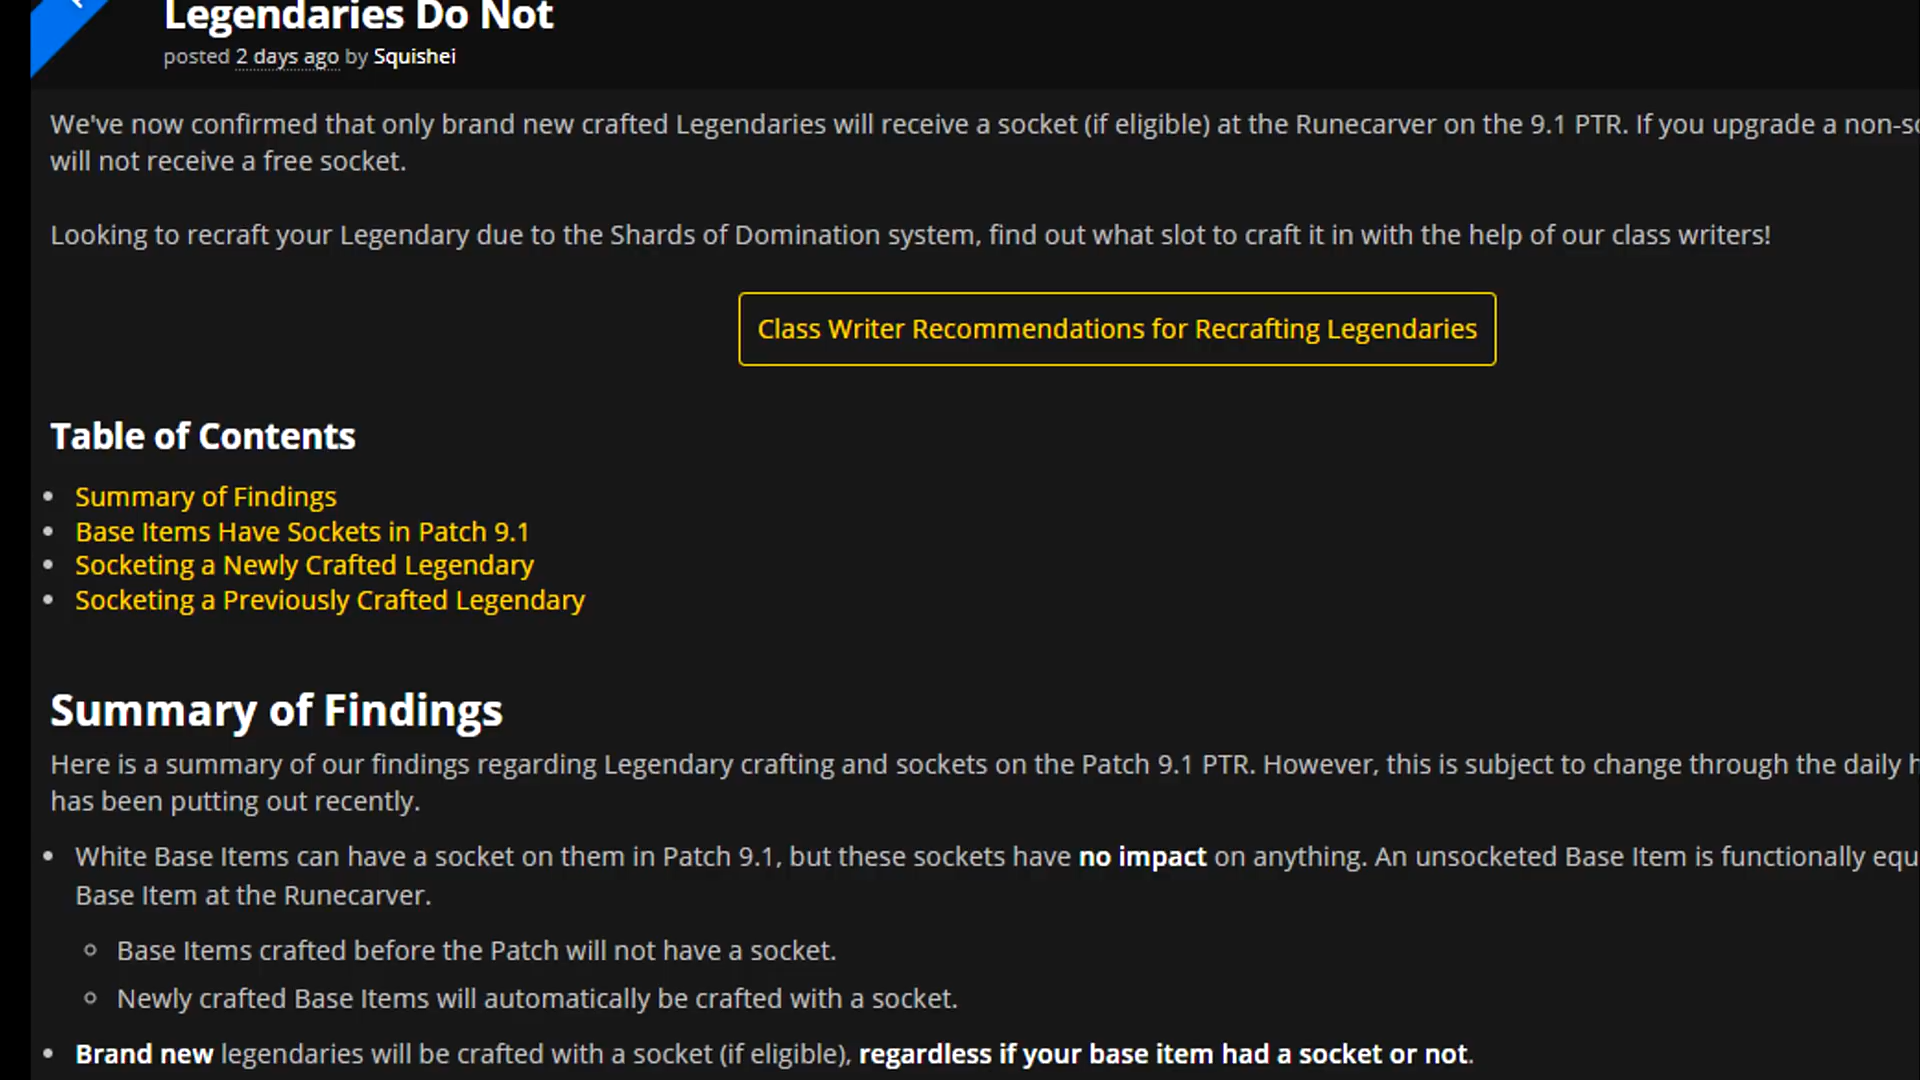 Legendaries Do Not
posted 2 days ago by Squishei
We've now confirmed that only brand new crafted Legendaries will receive a socket (if eligible) at the Runecarver on the 9.1 PTR. If you upgrade a
will not receive a free socket.
Looking to recraft your Legendary due to the Shards of Domination system, find out what slot to craft it in with the help of our class writers!
Class Writer Recommendations for Recrafting Legendaries
Table of Contents
• Summary of Findings
• Base Items Have Sockets in Patch 9.1
• Socketing a Newly Crafted Legendary
• Socketing a Previously Crafted Legendary
Summary of Findings
Here is a summary of our findings regarding Legendary crafting and sockets on the Patch 9.1 PTR. However, this is subject to change through the daily
has been putting out recently.
• White Base Items can have a socket on them in Patch 9.1, but these sockets have no impact on anything. An unsocketed Base Item is functionally
Base Item at the Runecarver.
◦ Base Items crafted before the Patch will not have a socket.
◦ Newly crafted Base Items will automatically be crafted with a socket.
• Brand new legendaries will be crafted with a socket (if eligible), regardless if your base item had a socket or not.